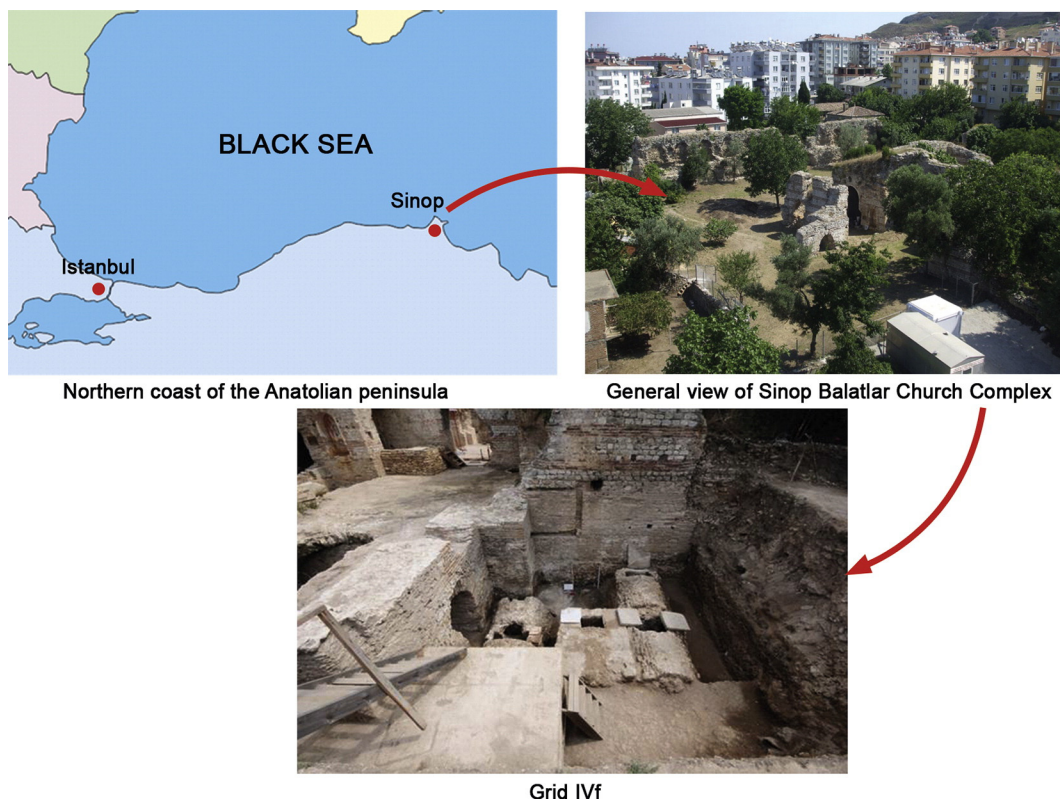 BLACK SEA
Sinop
Istanbul
Northern coast of the Anatolian peninsula
General view of Sinop Balatlar Church Complex
Grid IVf